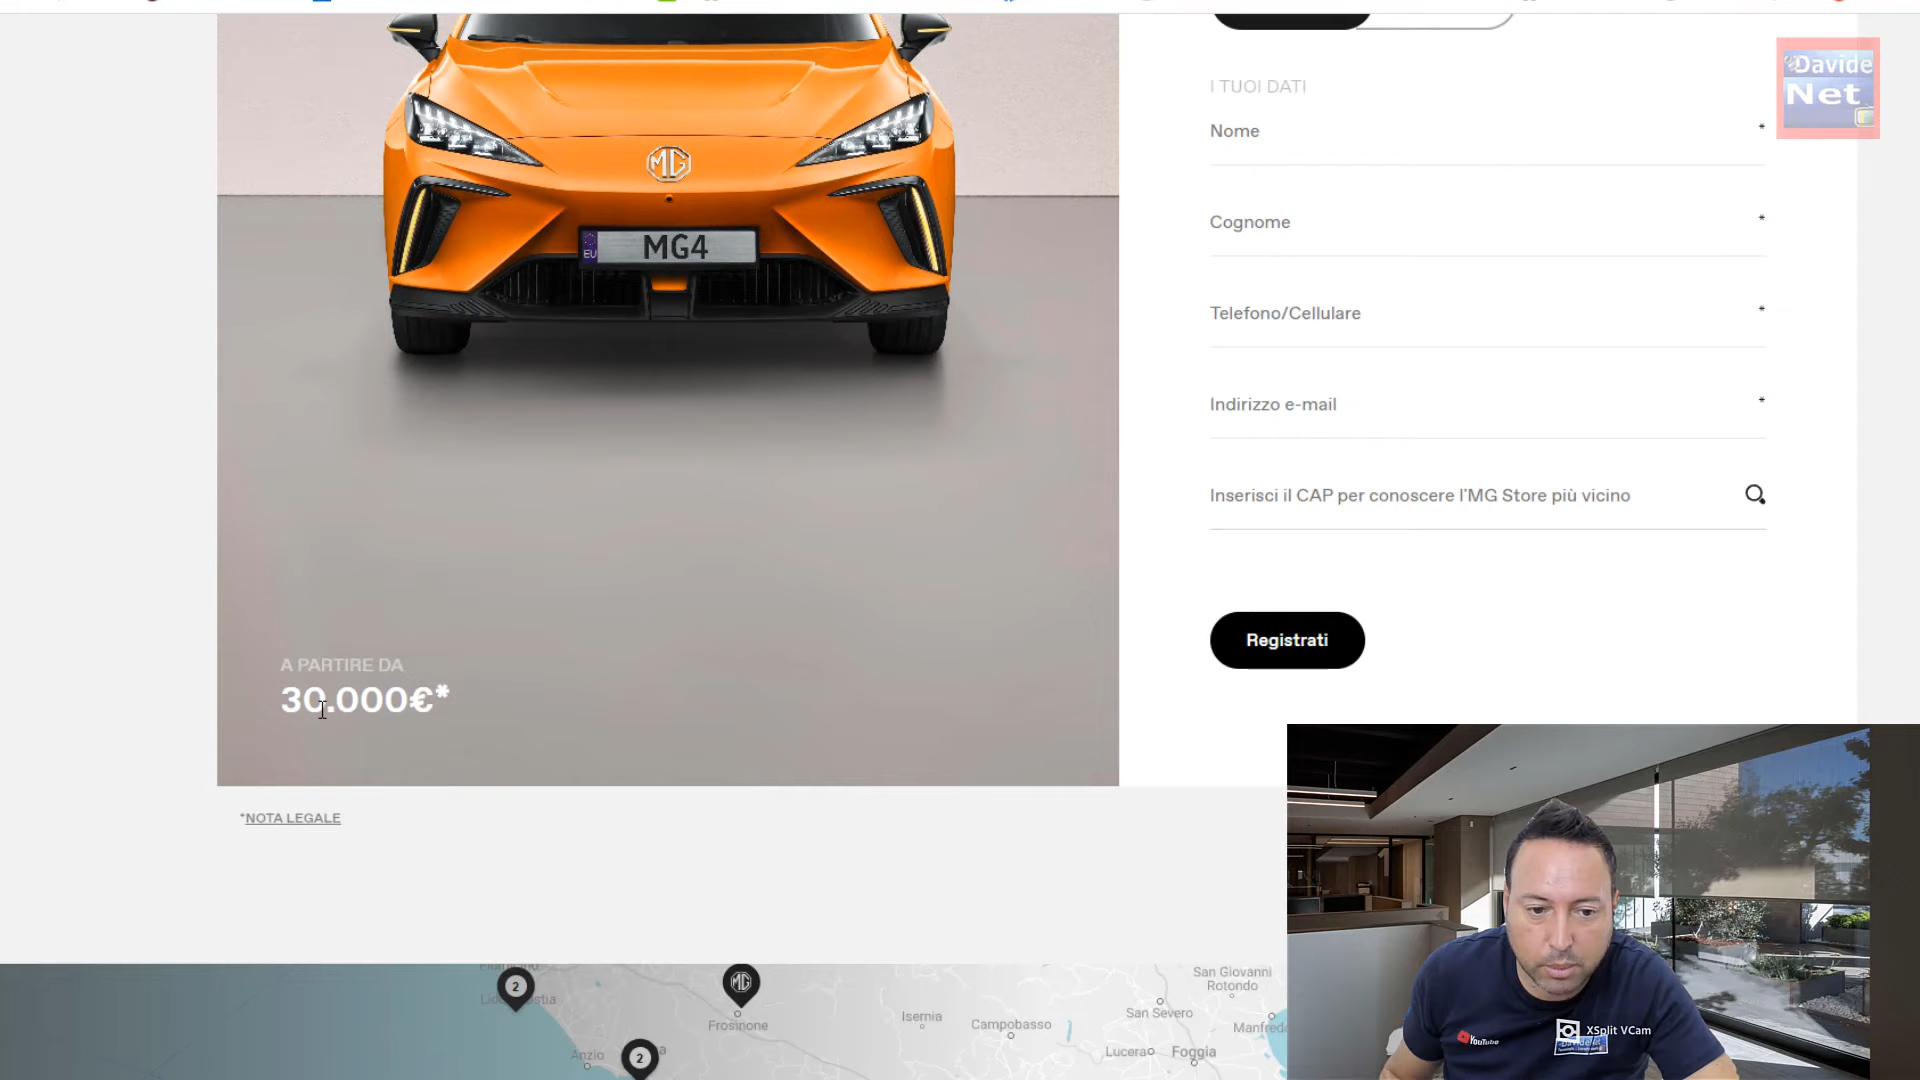 I TUOI DATI
Nome *
Cognome *
Telefono/Cellulare *
Indirizzo e-mail *
Inserisci il CAP per conoscere l'MG Store più vicino
Registrati
MG
EU MG4
A PARTIRE DA
30.000€*
*NOTA LEGALE
Davide
Net
2
MG
2
Frosinone
Anzio
Isernia
Campobasso
San Giovanni
Rotondo
San Severo
Lucera
Foggia
YouTube
XSplit VCam